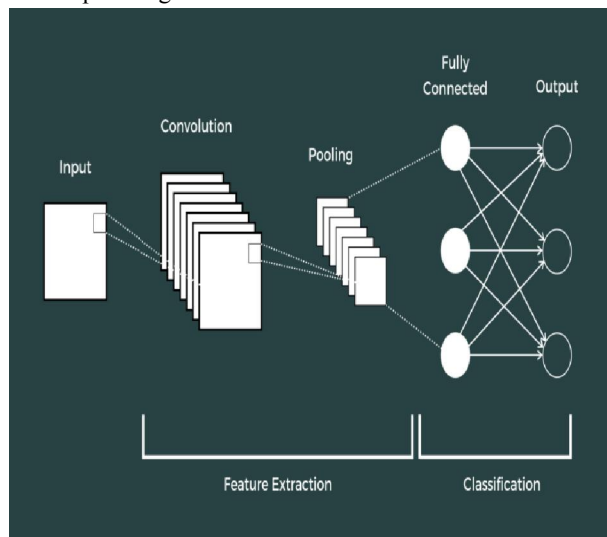 Fully
Connected
Output
Convolution
Pooling
Input
Feature Extraction
Classification